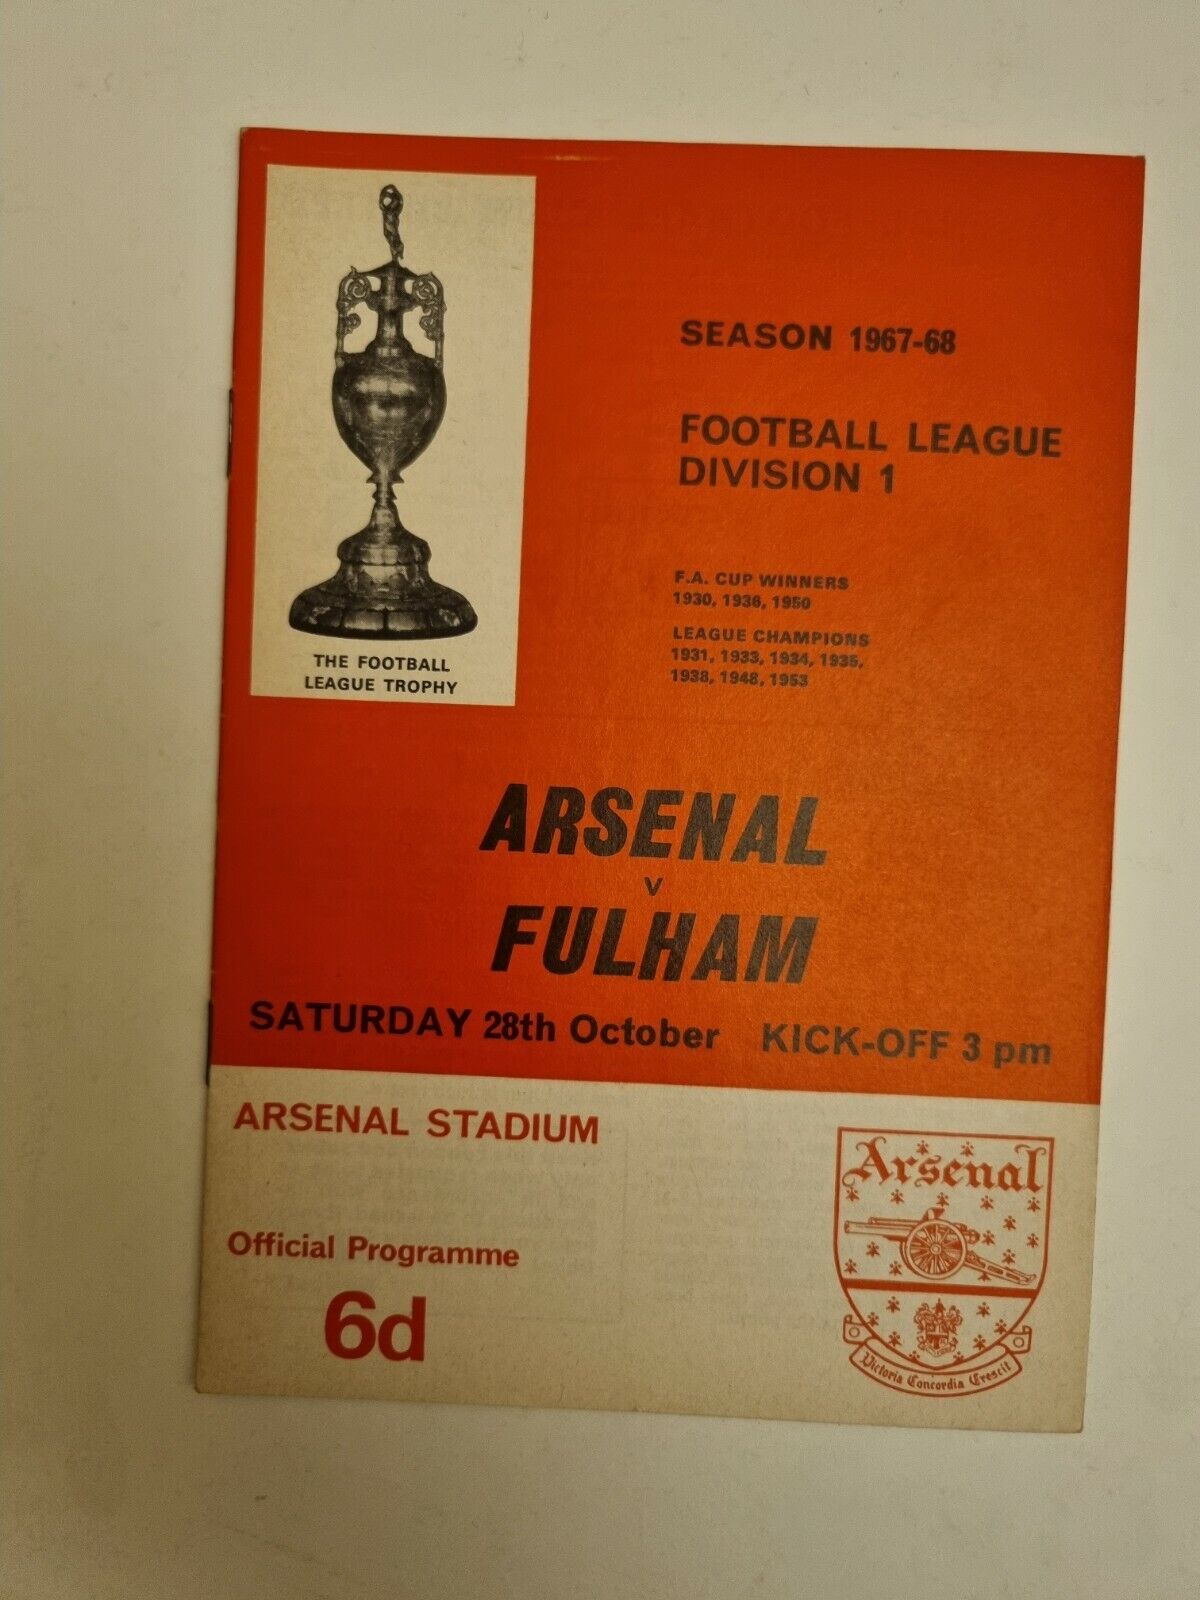 SEASON 1967-68
FOOTBALL LEAGUE
DIVISION 1
F.A. CUP WINNERS
1930, 1936, 1950
LEAGUE CHAMPIONS
1931, 1933, 1934, 1935,
1938, 1948, 1953
THE FOOTBALL
LEAGUE TROPHY
ARSENAL
v
FULHAM
SATURDAY 28th October KICK-OFF 3 pm
ARSENAL STADIUM
Official Programme
6d
Arsenal
Victoria Concordia Crescit